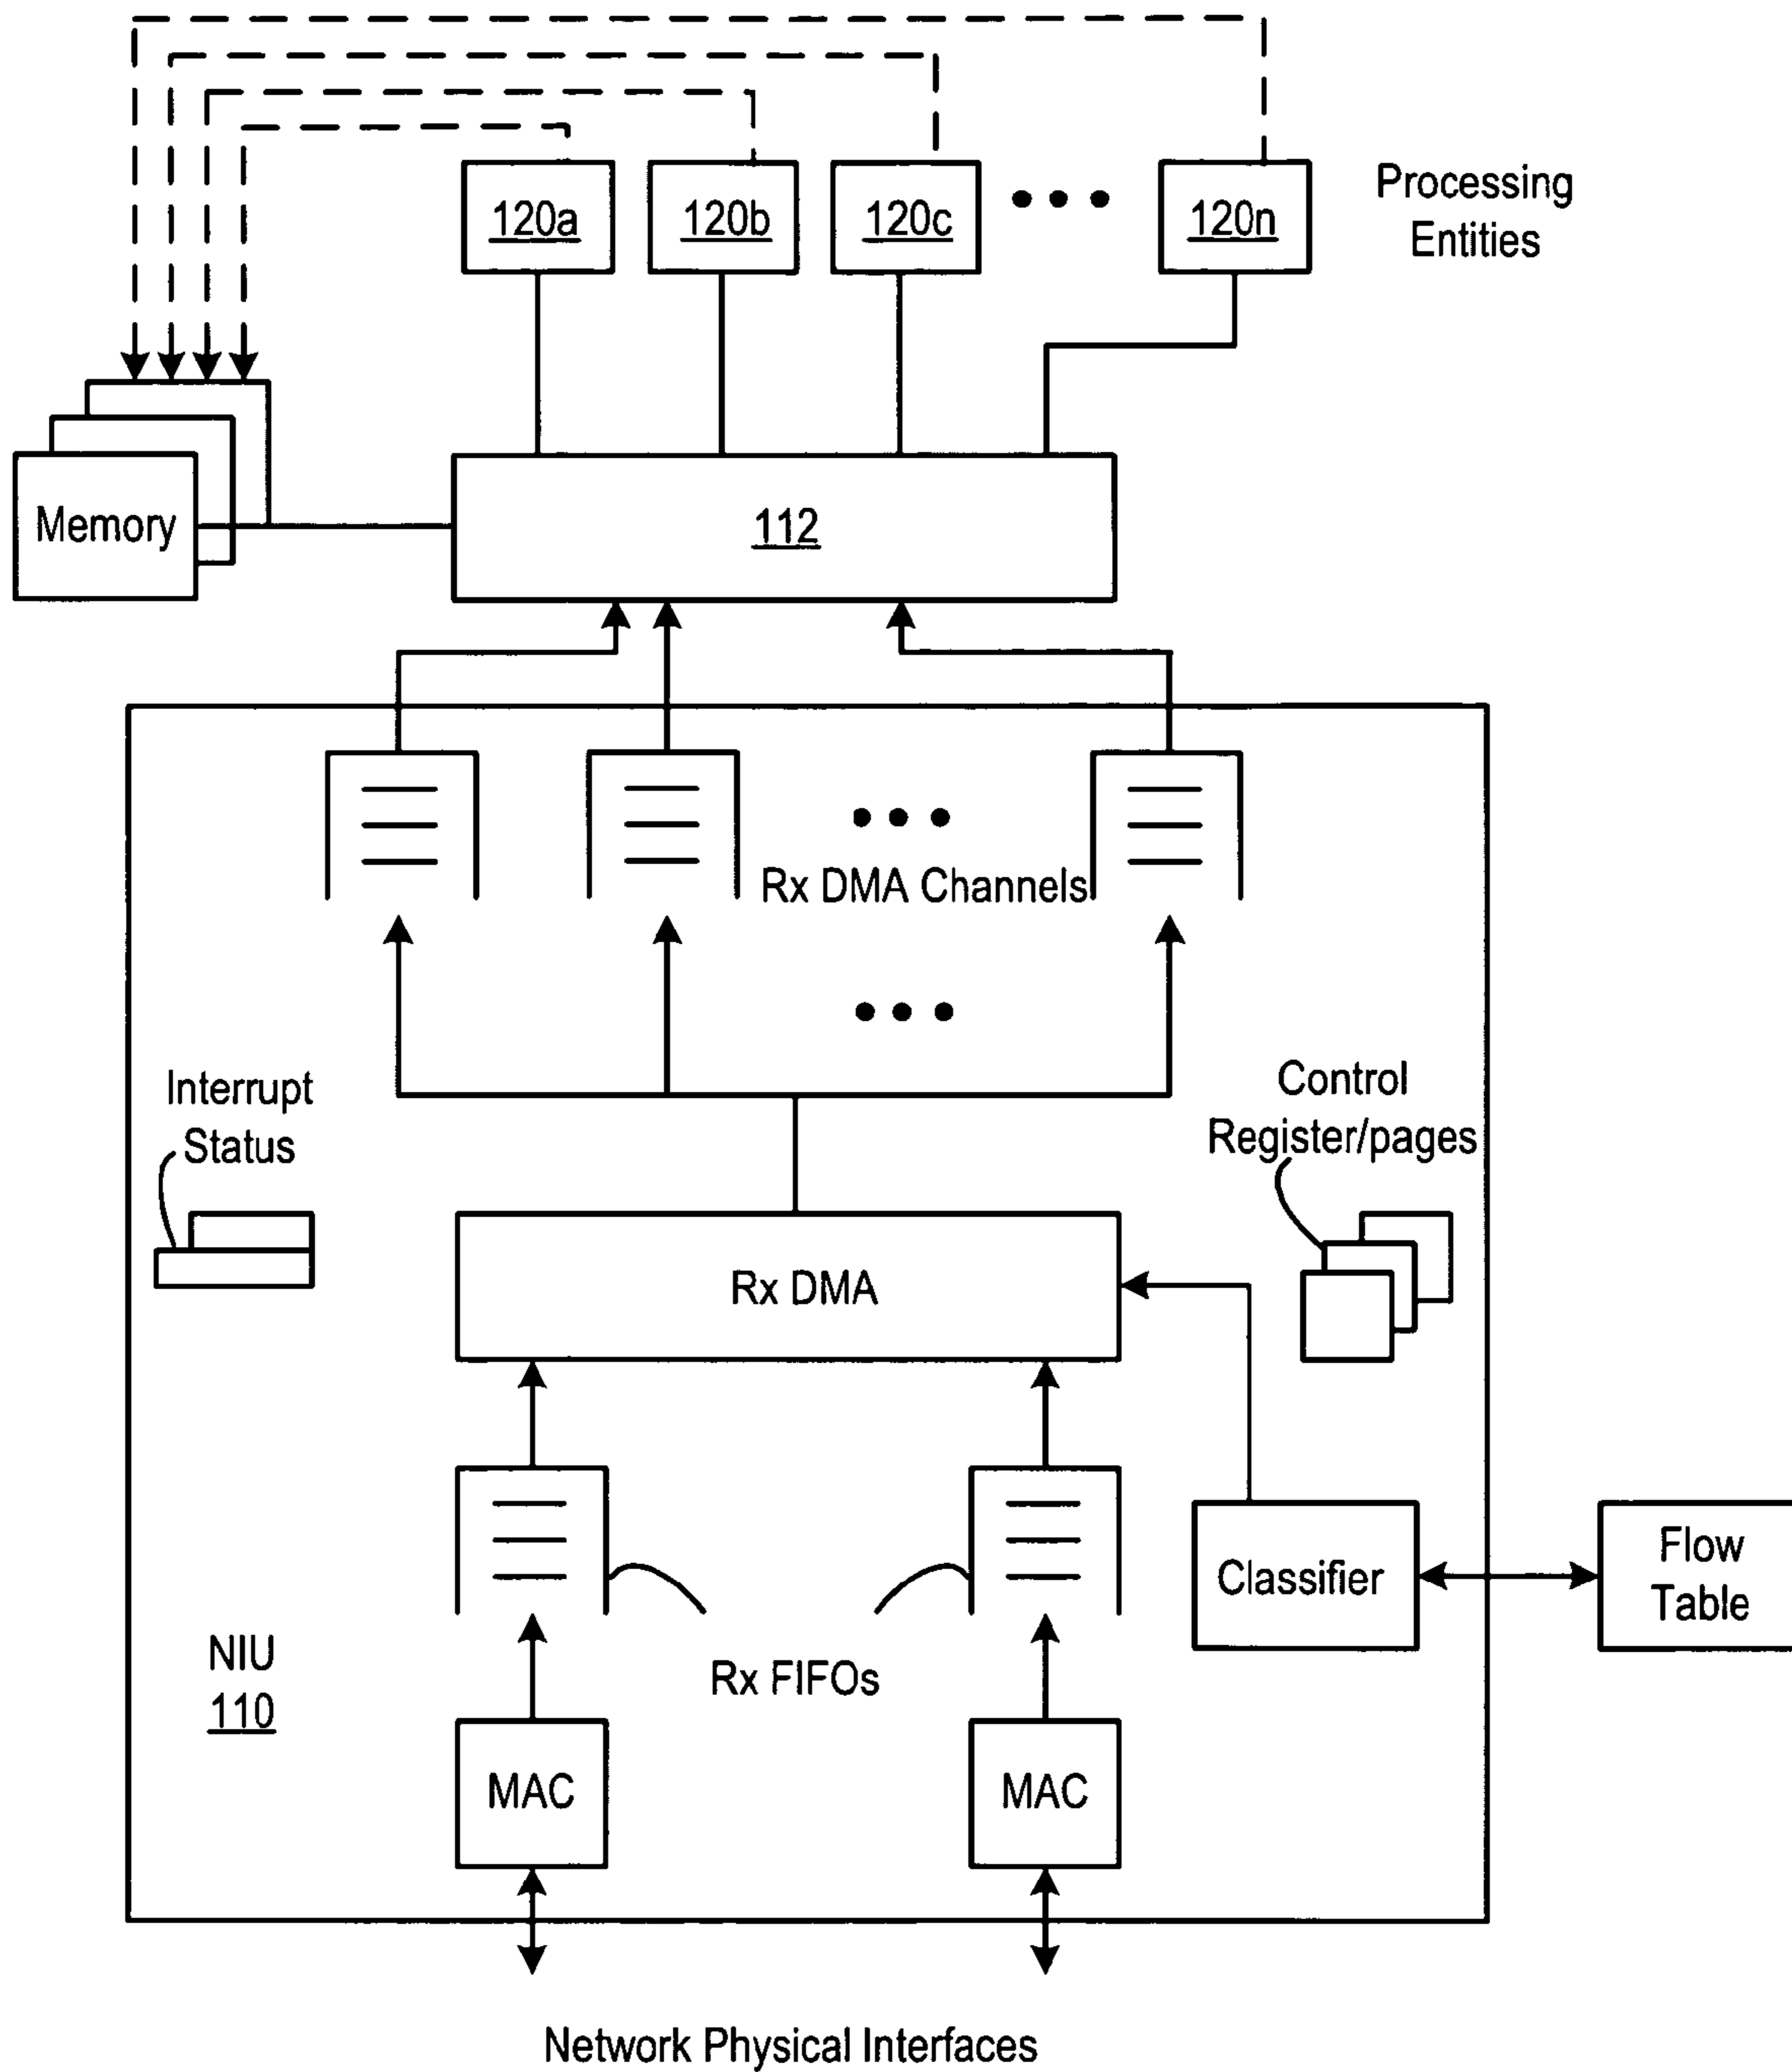 120a
120b
120c
120n
Processing
Entities
Memory
112
Rx DMA Channels
Interrupt
Status
Control
Register/pages
Rx DMA
Classifier
Flow
Table
NIU
110
Rx FIFOs
MAC
MAC
Network Physical Interfaces